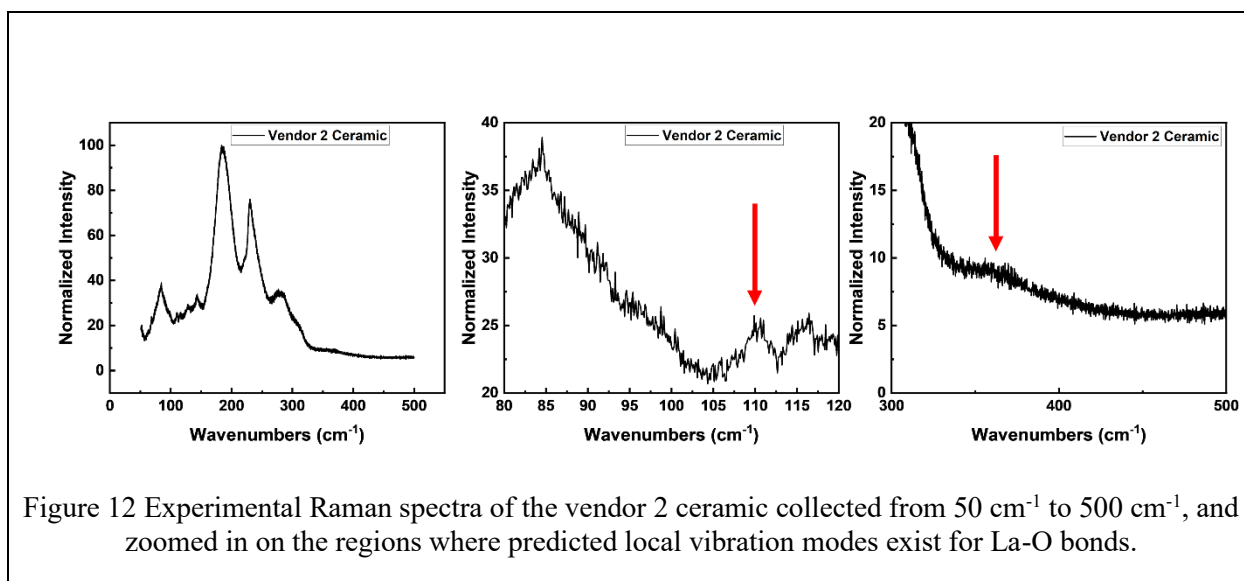 Vendor 2 Ceramic
100
80
60
40
20
0
Normalized Intensity
0 100 200 300 400 500
Wavenumbers (cm-1)
Vendor 2 Ceramic
40
35
30
25
20
Normalized Intensity
80 85 90 95 100 105 110 115 120
Wavenumbers (cm-1)
Vendor 2 Ceramic
20
15
10
5
0
Normalized Intensity
300 400 500
Wavenumbers (cm-1)
Figure 12 Experimental Raman spectra of the vendor 2 ceramic collected from 50 cm-1 to 500 cm-1, and
zoomed in on the regions where predicted local vibration modes exist for La-O bonds.